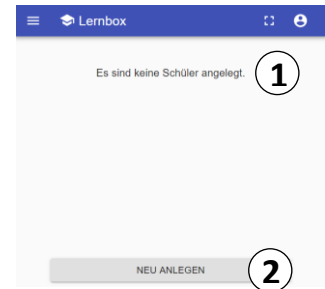 Lernbox
Es sind keine Schüler angelegt.
1
NEU ANLEGEN
2